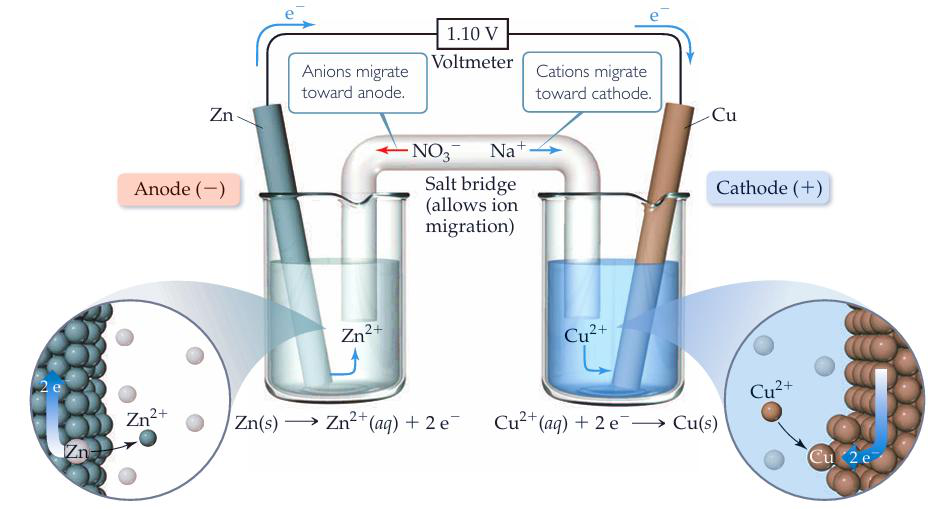 e⁻
e⁻
1.10 V
Voltmeter
Anions migrate
toward anode.
Cations migrate
toward cathode.
Zn
Cu
NO₃⁻
Na⁺
Anode (−)
Cathode (+)
Salt bridge
(allows ion
migration)
Zn²⁺
Cu²⁺
2 e
Zn²⁺
Zn
Zn(s) ⟶ Zn²⁺(aq) + 2 e⁻
Cu²⁺(aq) + 2 e⁻ ⟶ Cu(s)
Cu²⁺
Cu
2 e⁻